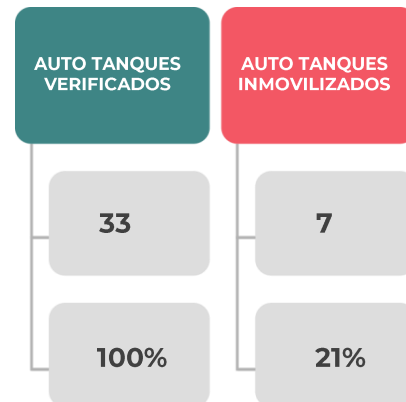 AUTO TANQUES
VERIFICADOS
33
100%
AUTO TANQUES
INMOVILIZADOS
7
21%